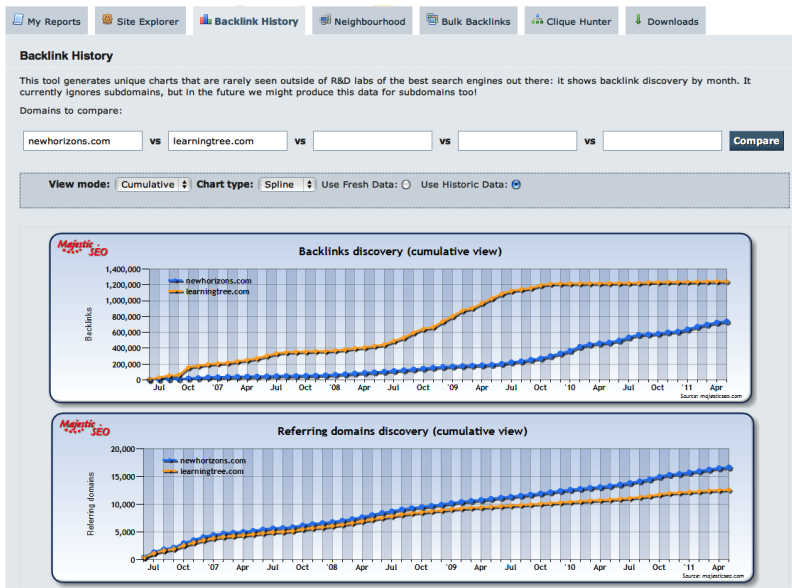 My Reports Site Explorer Backlink History Neighbourhood Bulk Backlinks Clique Hunter Downloads
Backlink History
This tool generates unique charts that are rarely seen outside of R&D labs of the best search engines out there: it shows backlink discovery by month. It
currently ignores subdomains, but in the future we might produce this data for subdomains too!
Domains to compare:
newhorizons.com vs learningtree.com vs vs vs Compare
View mode: Cumulative Chart type: Spline Use Fresh Data: Use Historic Data:
Majestic -
SEO
Backlinks discovery (cumulative view)
newhorizons.com
learningtree.com
Backlinks
1,400,000
1,200,000
1,000,000
800,000
600,000
400,000
200,000
0
Jul Oct '07 Apr Jul Oct '08 Apr Jul Oct '09 Apr Jul Oct '10 Apr Jul Oct '11 Apr
Source: majesticseo.com
Majestic -
SEO
Referring domains discovery (cumulative view)
newhorizons.com
learningtree.com
Referring domains
20,000
15,000
10,000
5,000
0
Jul Oct '07 Apr Jul Oct '08 Apr Jul Oct '09 Apr Jul Oct '10 Apr Jul Oct '11 Apr
Source: majesticseo.com